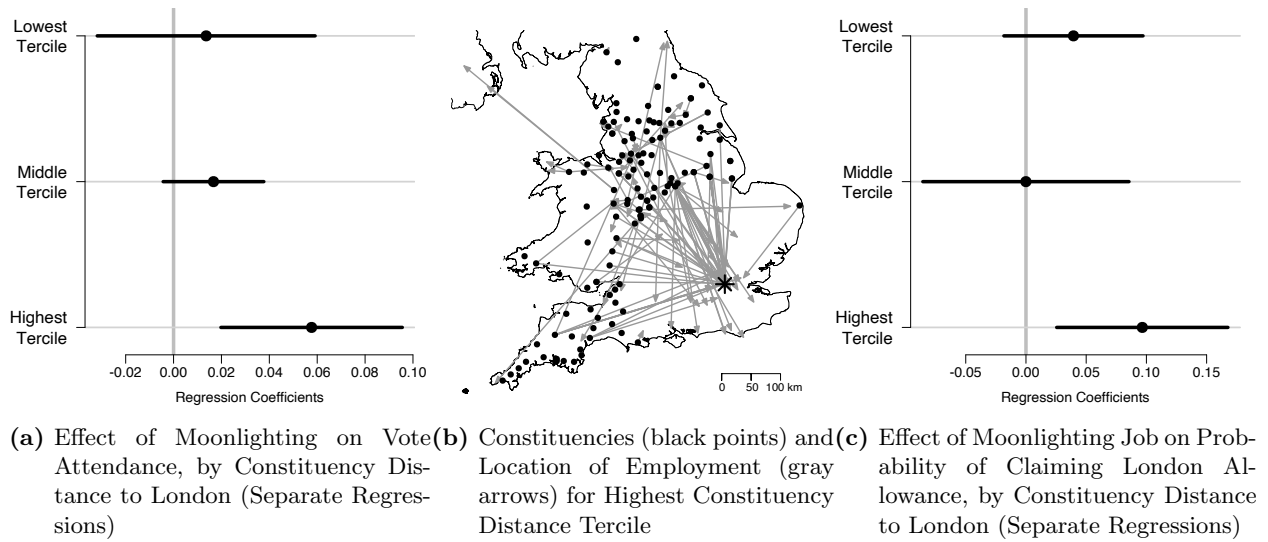 Lowest
Tercile
Middle
Tercile
Highest
Tercile
-0.02 0.00 0.02 0.04 0.06 0.08 0.10
Regression Coefficients
0 50 100 km
Lowest
Tercile
Middle
Tercile
Highest
Tercile
-0.05 0.00 0.05 0.10 0.15
Regression Coefficients
(a) Effect of Moonlighting on Vote
Attendance, by Constituency Dis-
tance to London (Separate Regres-
sions)
(b) Constituencies (black points) and
Location of Employment (gray
arrows) for Highest Constituency
Distance Tercile
(c) Effect of Moonlighting Job on Prob-
ability of Claiming London Al-
lowance, by Constituency Distance
to London (Separate Regressions)